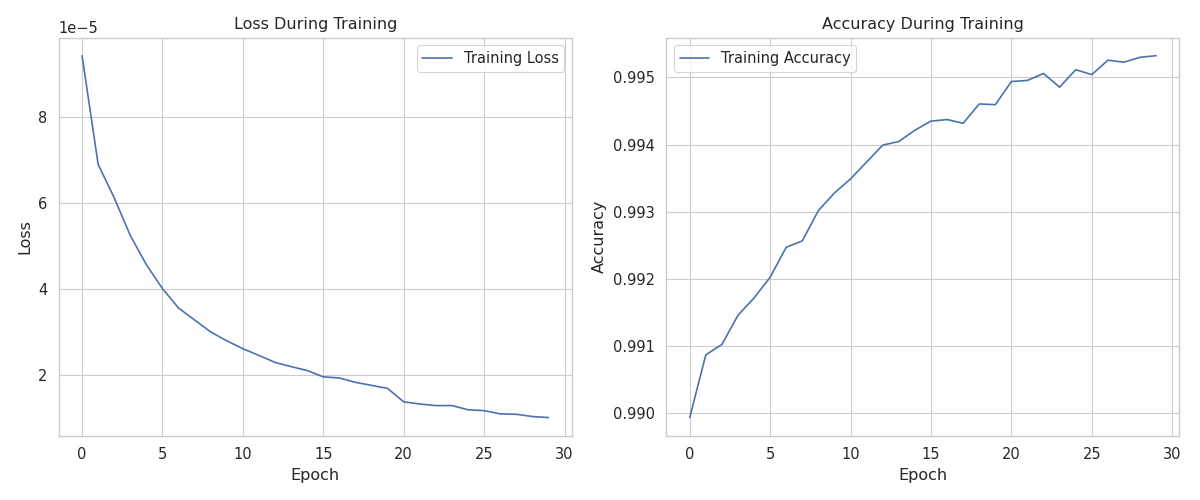 Loss During Training
1e−5
Training Loss
8
6
4
2
Loss
0 5 10 15 20 25 30
Epoch
Accuracy During Training
Training Accuracy
0.995
0.994
0.993
0.992
0.991
0.990
Accuracy
0 5 10 15 20 25 30
Epoch